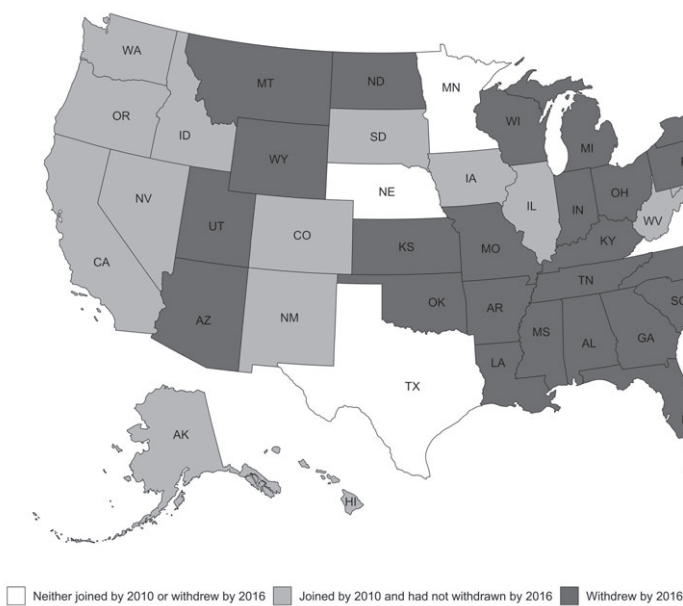 WA
MT
ND
MN
OR
ID
WI
SD
MI
WY
NV
IA
NE
IL
IN
OH
WV
UT
CO
CA
KS
MO
KY
TN
OK
AR
SC
AZ
NM
MS
AL
GA
LA
TX
AK
HI
Neither joined by 2010 or withdrew by 2016 Joined by 2010 and had not withdrawn by 2016 Withdrew by 2016